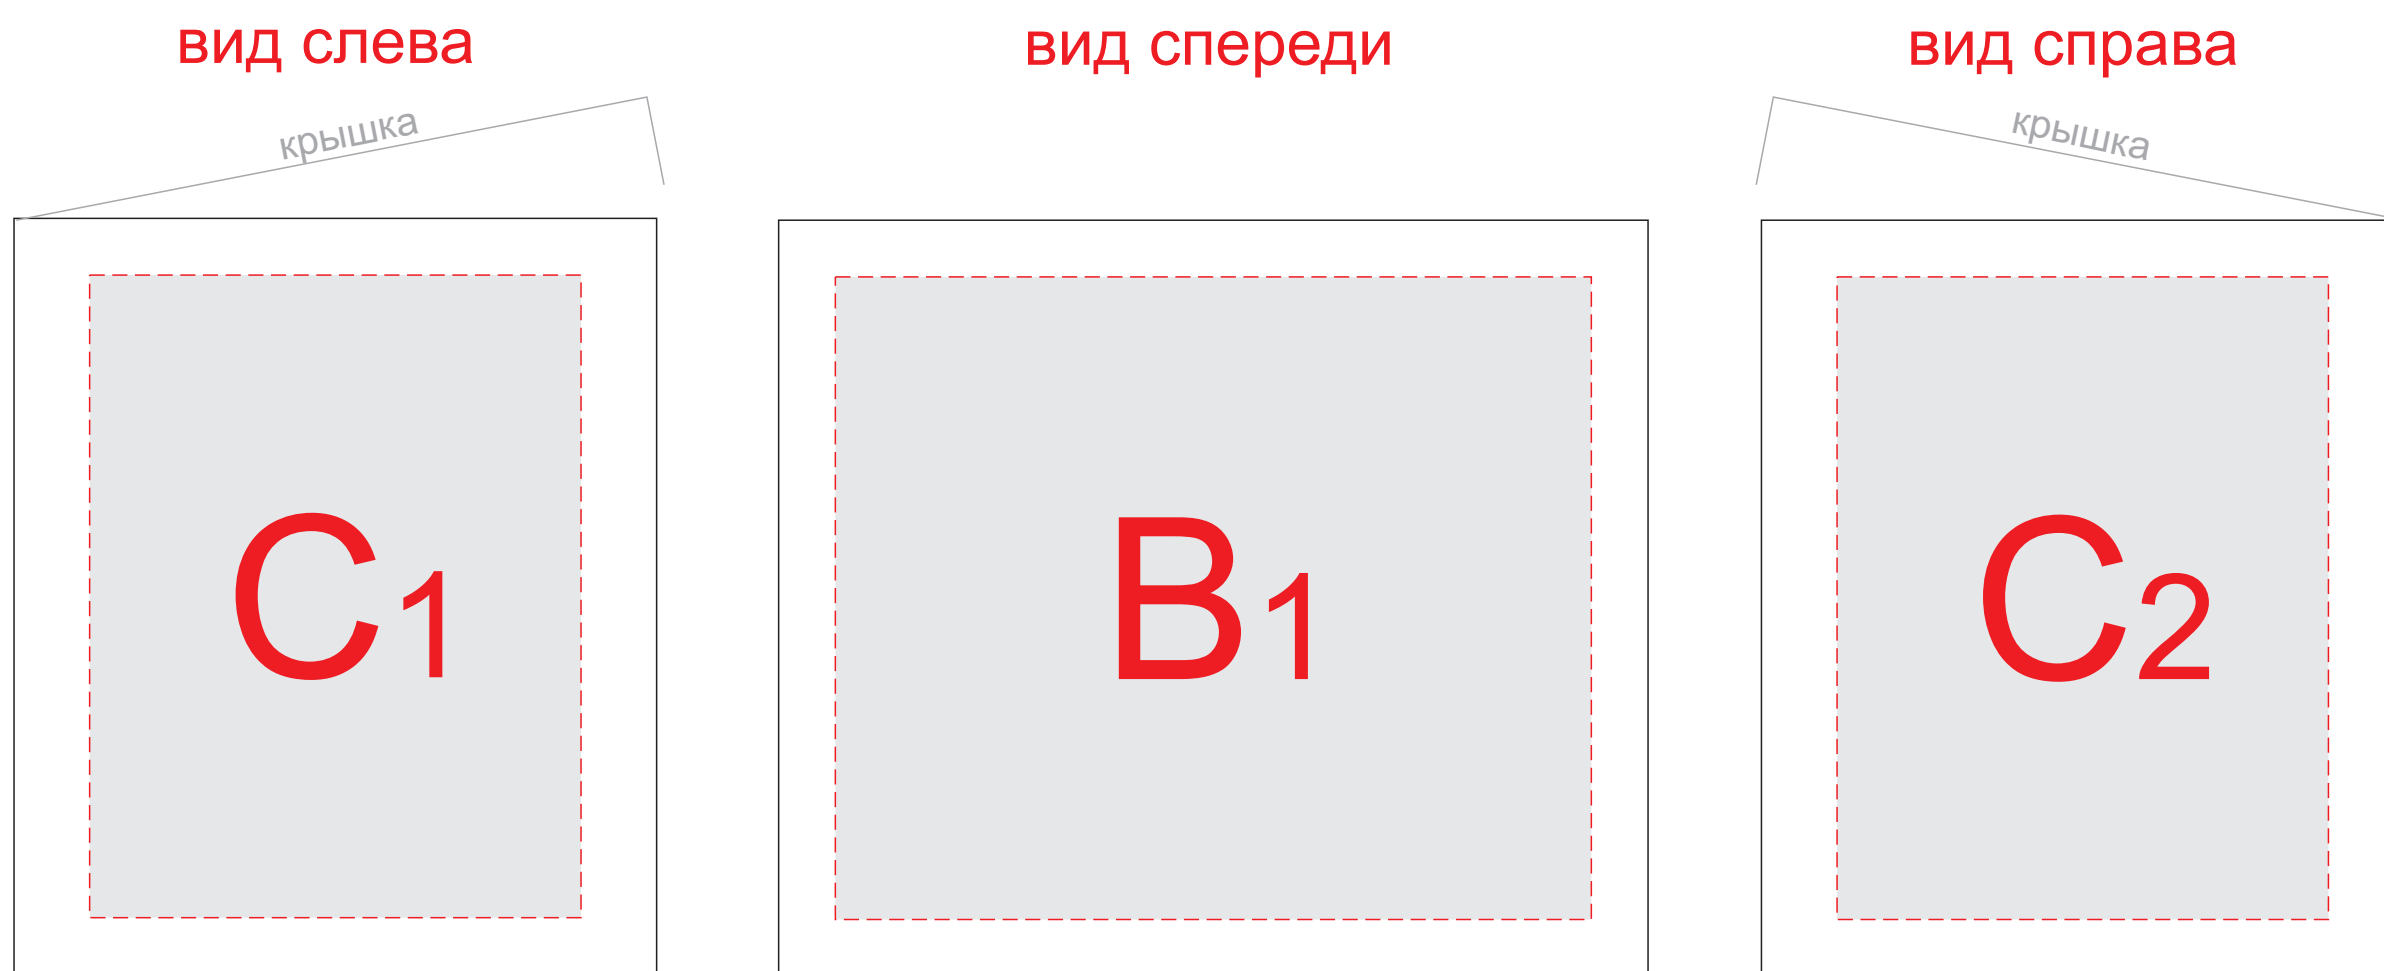 вид слева
вид спереди
вид справа
крышка
крышка
C1
B1
C2